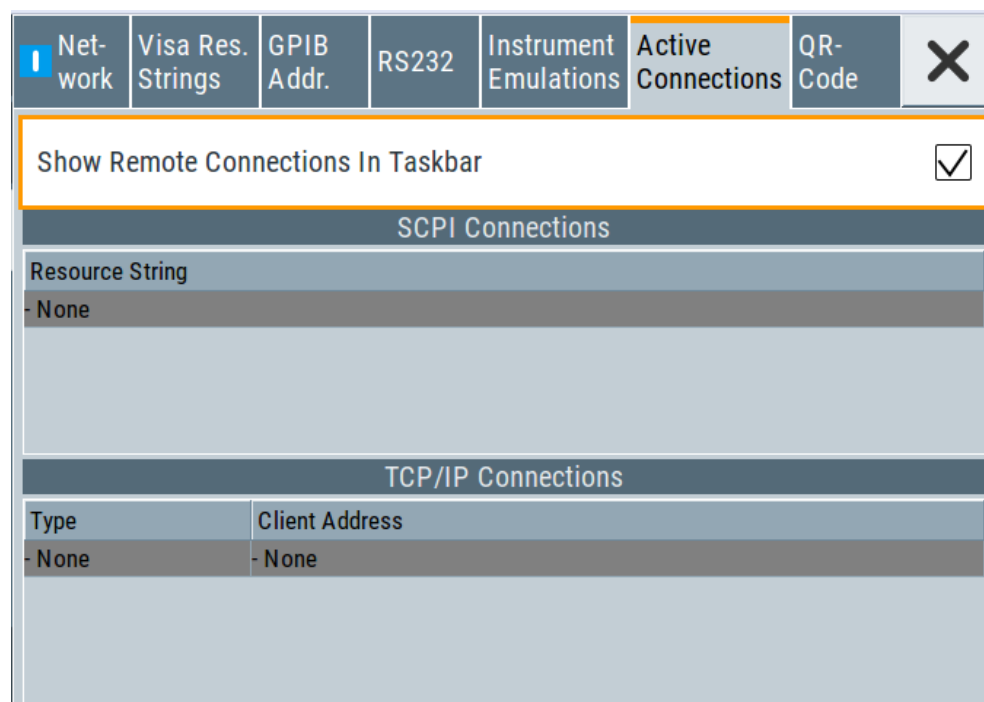 Net-
work
Visa Res.
Strings
GPIB
Addr.
RS232
Instrument
Emulations
Active
Connections
QR-
Code
Show Remote Connections In Taskbar
SCPI Connections
Resource String
- None
TCP/IP Connections
Type Client Address
- None - None